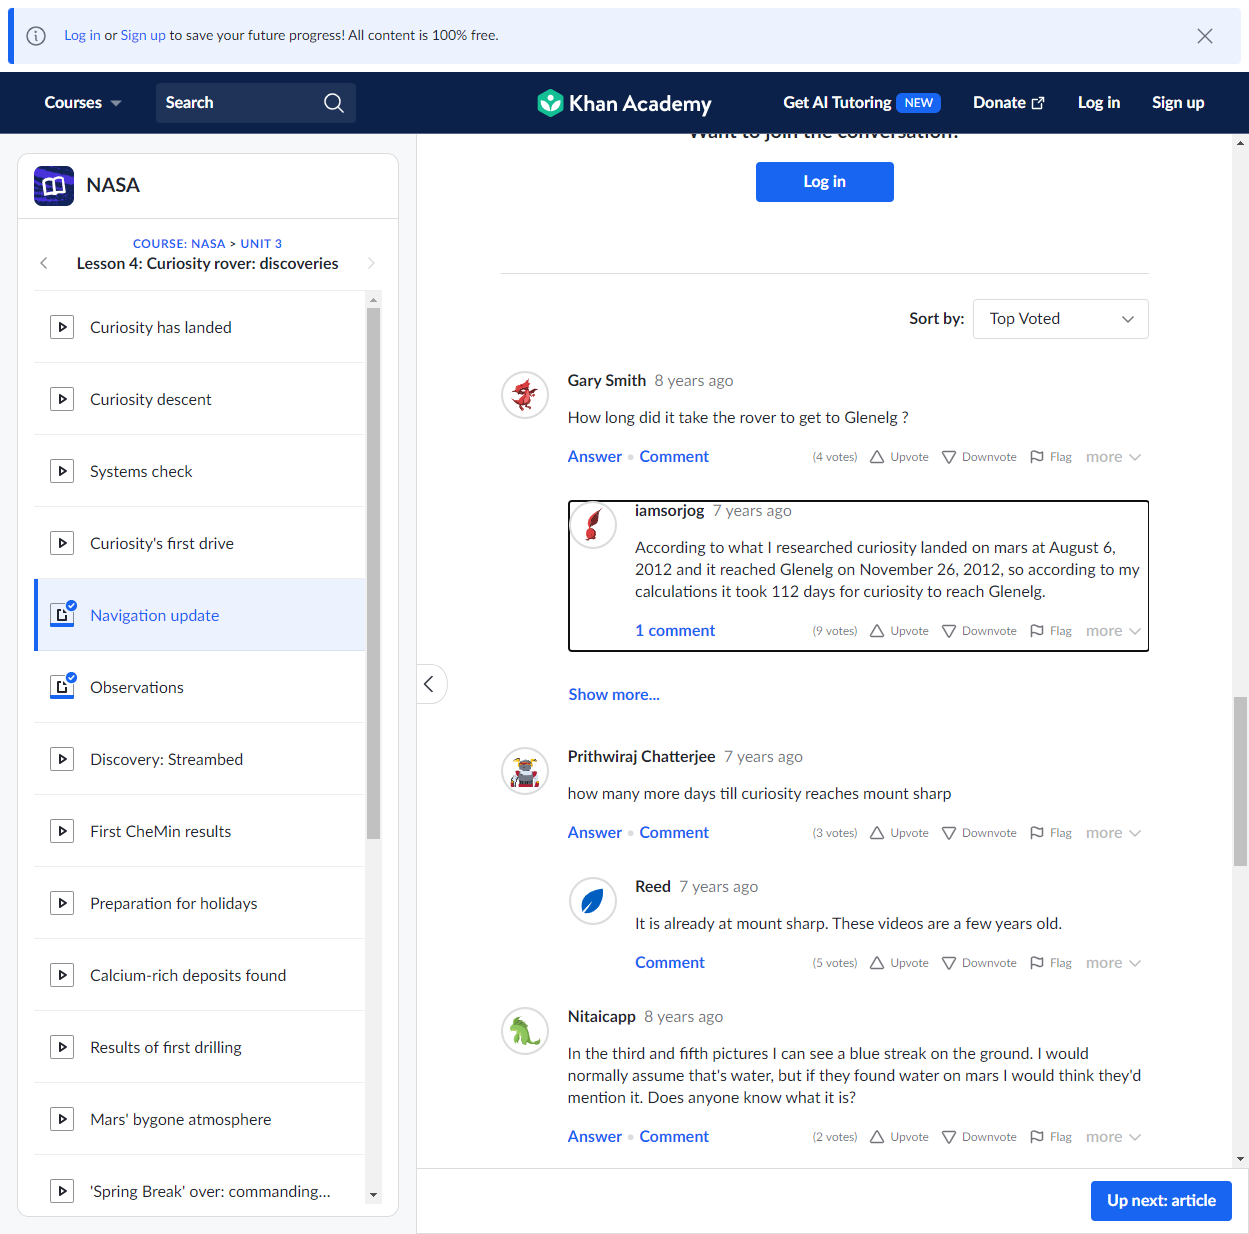 Log in or Sign up to save your future progress! All content is 100% free.
Courses
Search
Khan Academy
Get AI Tutoring NEW
Donate
Log in
Sign up
NASA
COURSE: NASA > UNIT 3
Lesson 4: Curiosity rover: discoveries
Curiosity has landed
Curiosity descent
Systems check
Curiosity's first drive
Navigation update
Observations
Discovery: Streambed
First CheMin results
Preparation for holidays
Calcium-rich deposits found
Results of first drilling
Mars' bygone atmosphere
'Spring Break' over: commanding...
Want to join the conversation?
Log in
Sort by: Top Voted
Gary Smith 8 years ago
How long did it take the rover to get to Glenelg ?
Answer • Comment (4 votes) Upvote Downvote Flag more
iamsorjog 7 years ago
According to what I researched curiosity landed on mars at August 6,
2012 and it reached Glenelg on November 26, 2012, so according to my
calculations it took 112 days for curiosity to reach Glenelg.
1 comment (9 votes) Upvote Downvote Flag more
Show more...
Prithwiraj Chatterjee 7 years ago
how many more days till curiosity reaches mount sharp
Answer • Comment (3 votes) Upvote Downvote Flag more
Reed 7 years ago
It is already at mount sharp. These videos are a few years old.
Comment (5 votes) Upvote Downvote Flag more
Nitaicapp 8 years ago
In the third and fifth pictures I can see a blue streak on the ground. I would
normally assume that's water, but if they found water on mars I would think they'd
mention it. Does anyone know what it is?
Answer • Comment (2 votes) Upvote Downvote Flag more
Up next: article